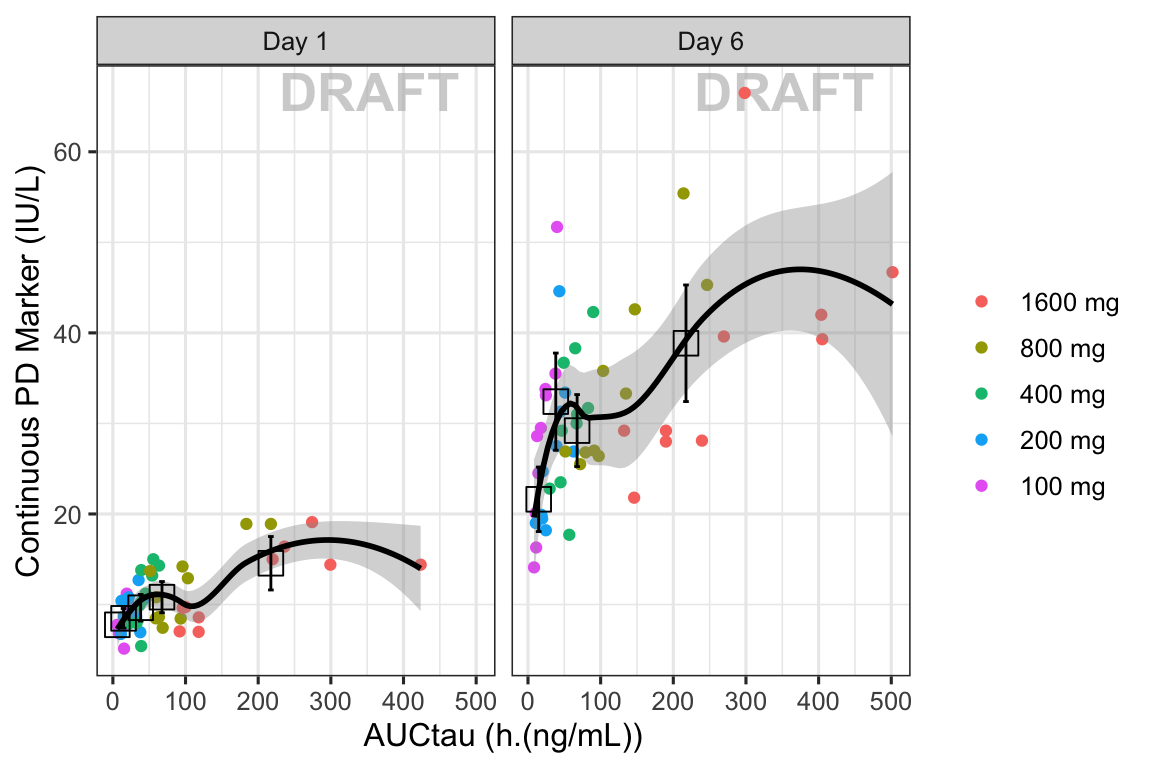 Day 1
Day 6
DRAFT
DRAFT
60
40
20
Continuous PD Marker (IU/L)
0 100 200 300 400 500
0 100 200 300 400 500
AUCtau (h.(ng/mL))
1600 mg
800 mg
400 mg
200 mg
100 mg